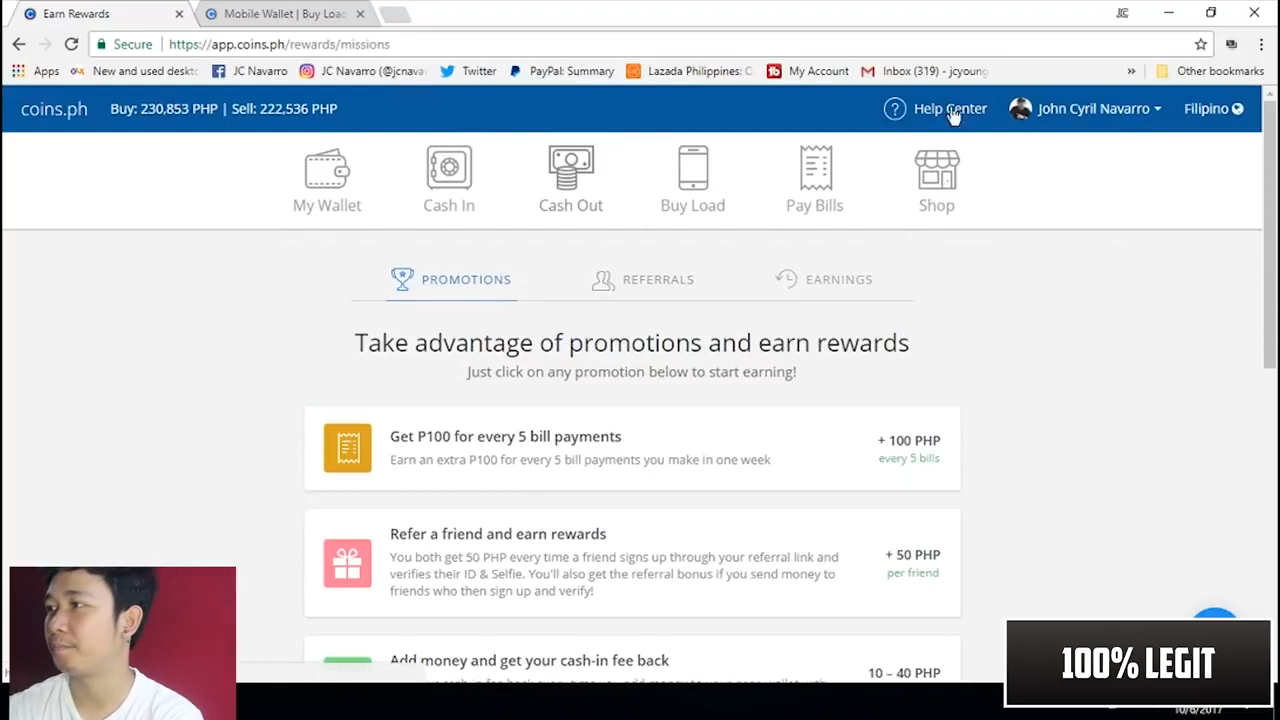 Earn Rewards
Mobile Wallet | Buy Load
JC
Secure
https://app.coins.ph/rewards/missions
Apps
New and used deskt
JC Navarro
JC Navarro (@jcnava
Twitter
PayPal: Summary
Lazada Philippines: O
My Account
Inbox (319) - jcyoung
»
Other bookmarks
coins.ph
Buy: 230,853 PHP | Sell: 222,536 PHP
? Help Center
John Cyril Navarro
Filipino
My Wallet
Cash In
Cash Out
Buy Load
Pay Bills
Shop
PROMOTIONS
REFERRALS
EARNINGS
Take advantage of promotions and earn rewards
Just click on any promotion below to start earning!
Get P100 for every 5 bill payments
Earn an extra P100 for every 5 bill payments you make in one week
+ 100 PHP
every 5 bills
Refer a friend and earn rewards
You both get 50 PHP every time a friend signs up through your referral link and
verifies their ID & Selfie. You'll also get the referral bonus if you send money to
friends who then sign up and verify!
+ 50 PHP
per friend
Add money and get your cash-in fee back
10 – 40 PHP
100% LEGIT
10/6/2017